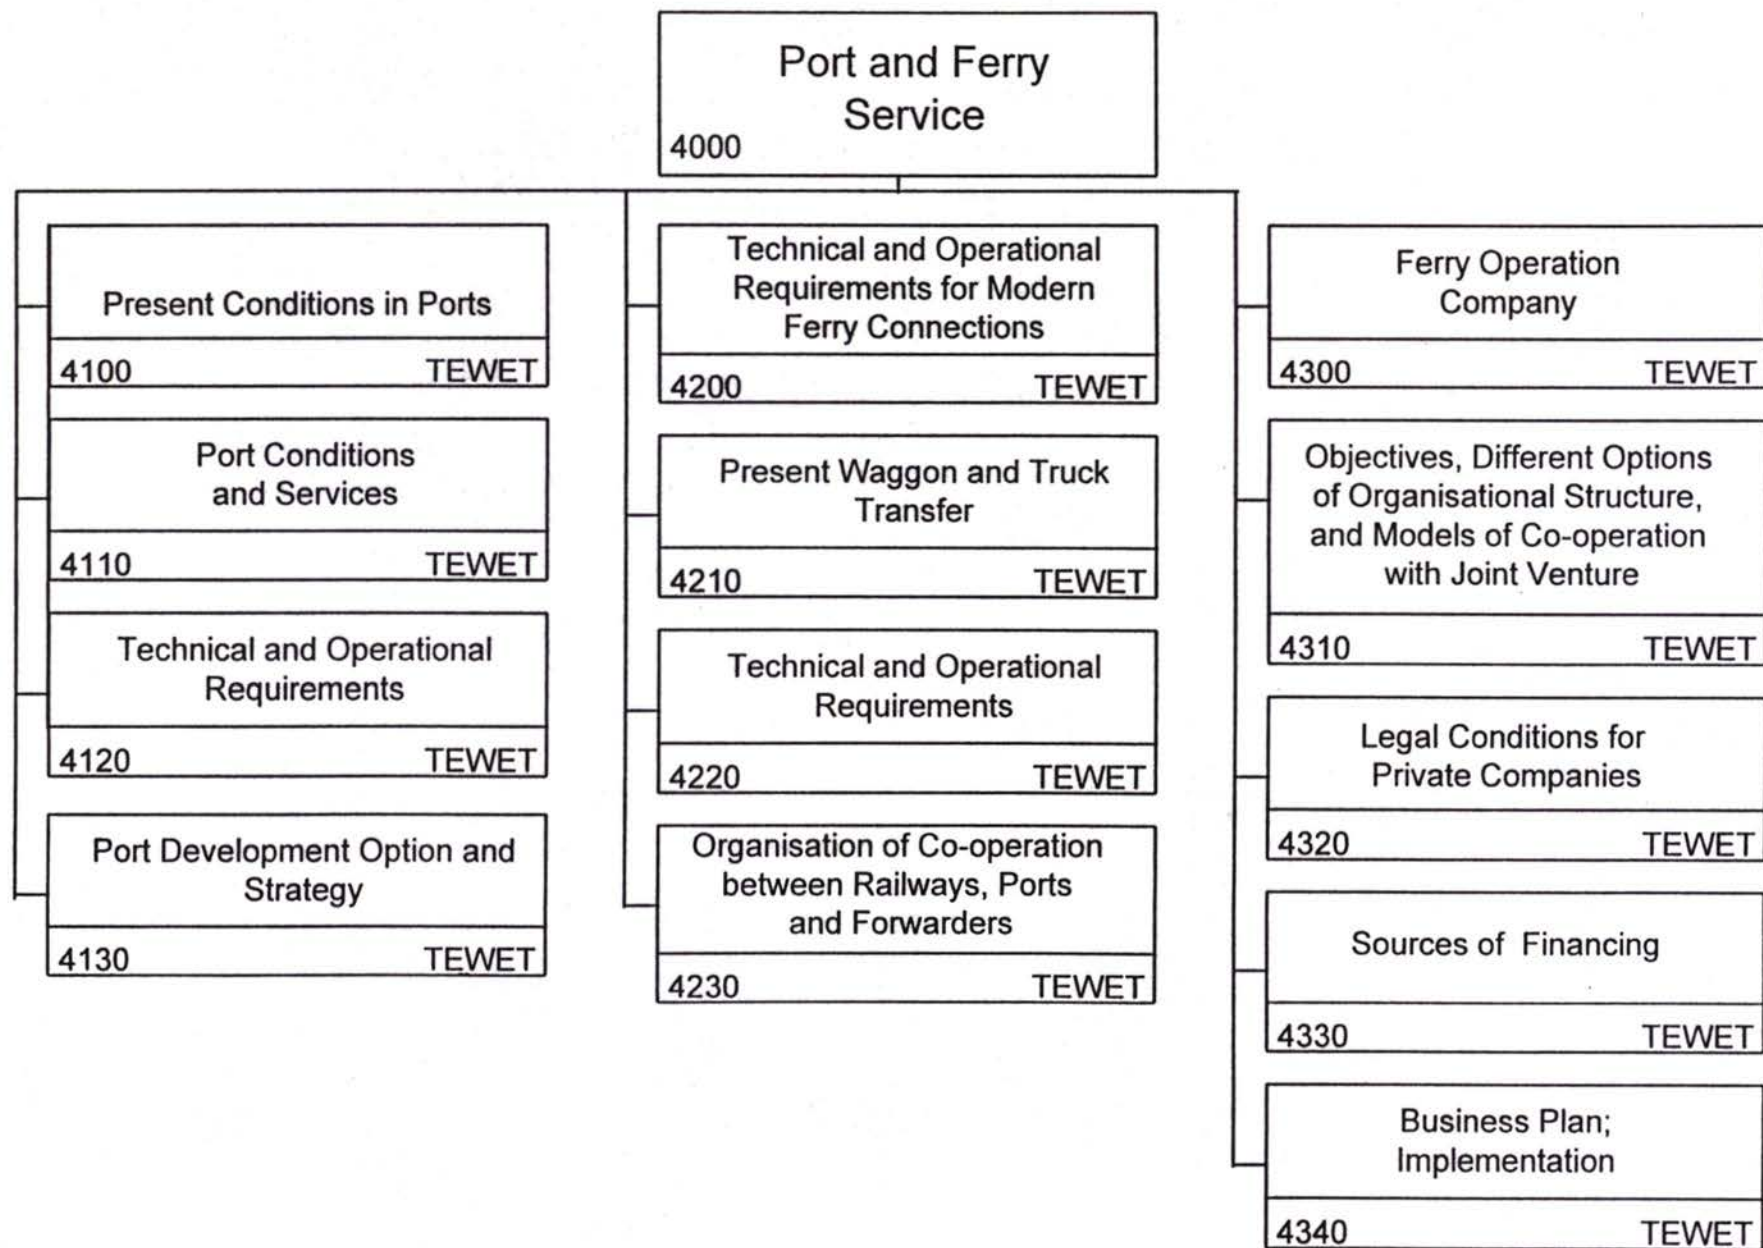 Port and Ferry
Service
4000
Present Conditions in Ports
4100 TEWET
Port Conditions
and Services
4110 TEWET
Technical and Operational
Requirements
4120 TEWET
Port Development Option and
Strategy
4130 TEWET
Technical and Operational
Requirements for Modern
Ferry Connections
4200 TEWET
Present Waggon and Truck
Transfer
4210 TEWET
Technical and Operational
Requirements
4220 TEWET
Organisation of Co-operation
between Railways, Ports
and Forwarders
4230 TEWET
Ferry Operation
Company
4300 TEWET
Objectives, Different Options
of Organisational Structure,
and Models of Co-operation
with Joint Venture
4310 TEWET
Legal Conditions for
Private Companies
4320 TEWET
Sources of Financing
4330 TEWET
Business Plan;
Implementation
4340 TEWET